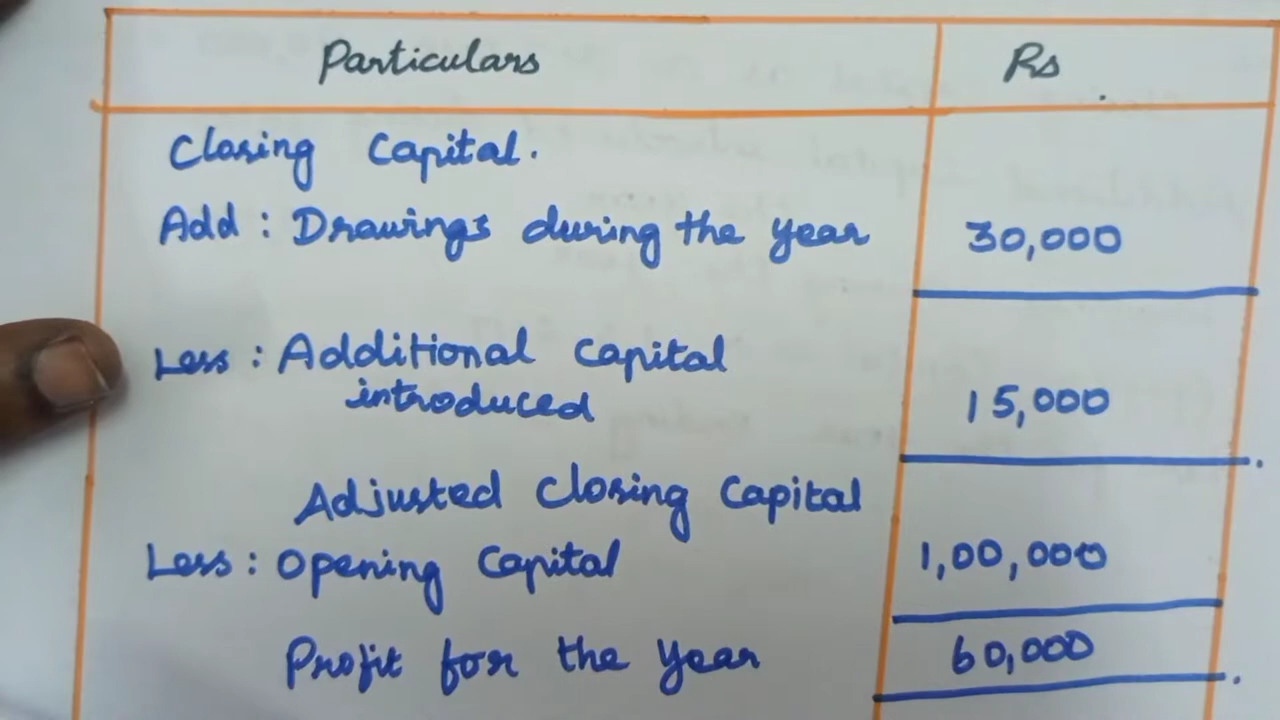 Particulars Rs
Closing Capital.
Add : Drawings during the year 30,000
Less : Additional Capital
introduced 15,000
Adjusted Closing Capital
Less : Opening Capital 1,00,000
Profit for the Year 60,000